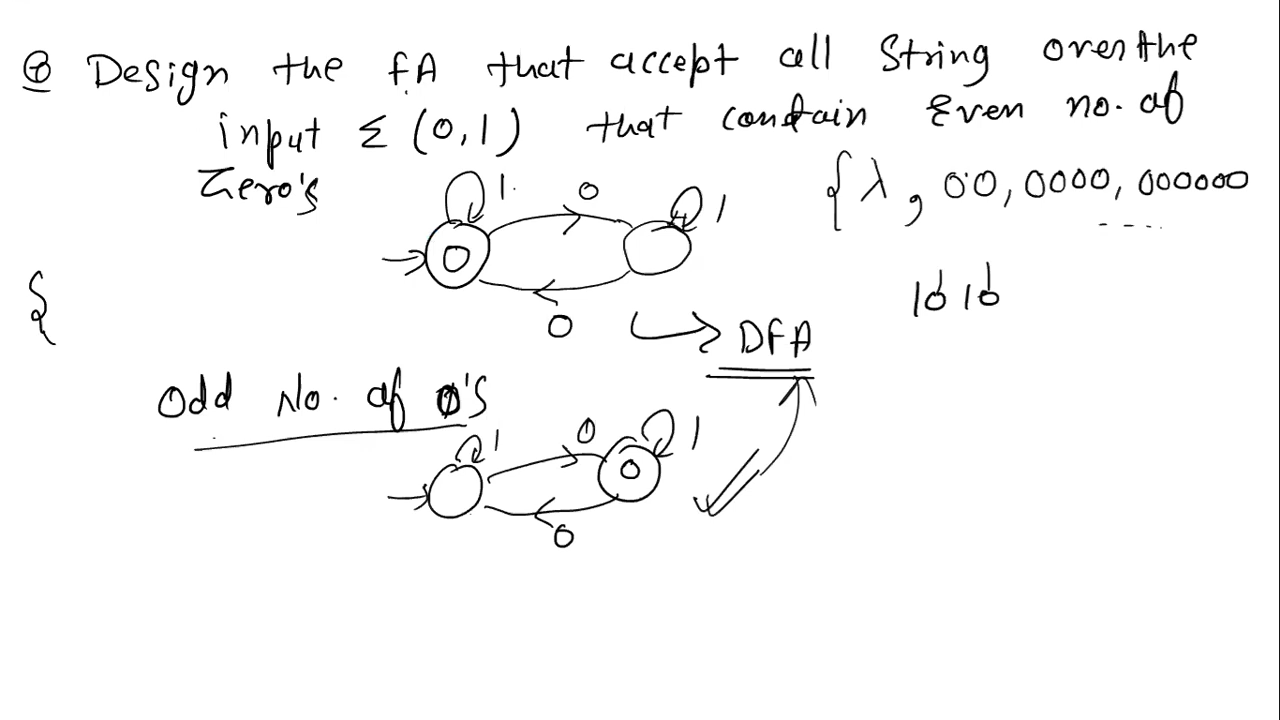 Q Design the FA that accept all String over the
input Σ (0,1) that contain Even no. of
Zero's
{ λ, 00, 0000, 000000
- - - - .
1
0
1
0
{
1010
DFA
Odd No. of 0's
1
0
1
0